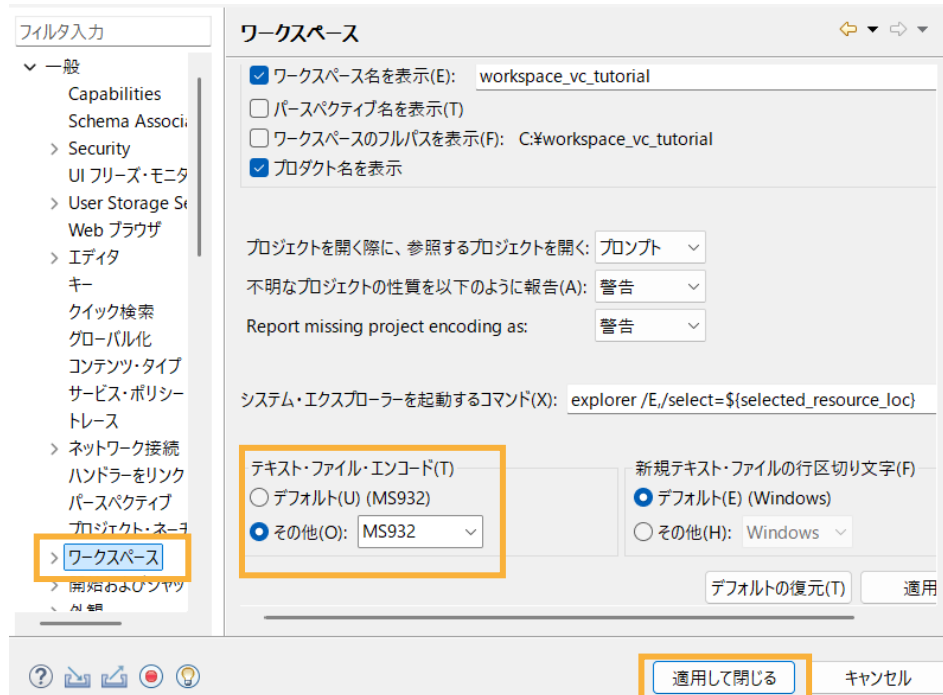 フィルタ入力
一般
Capabilities
Schema Associa
Security
UI フリーズ・モニタ
User Storage Se
Web ブラウザ
エディタ
キー
クイック検索
グローバル化
コンテンツ・タイプ
サービス・ポリシー
トレース
ネットワーク接続
ハンドラーをリンク
パースペクティブ
プロジェクト・ネーチ
ワークスペース
開始およびシャッ
外観
ワークスペース
ワークスペース名を表示(E): workspace_vc_tutorial
パースペクティブ名を表示(T)
ワークスペースのフルパスを表示(F): C:¥workspace_vc_tutorial
プロダクト名を表示
プロジェクトを開く際に、参照するプロジェクトを開く: プロンプト
不明なプロジェクトの性質を以下のように報告(A): 警告
Report missing project encoding as: 警告
システム・エクスプローラーを起動するコマンド(X): explorer /E,/select=${selected_resource_loc}
テキスト・ファイル・エンコード(T)
デフォルト(U) (MS932)
その他(O): MS932
新規テキスト・ファイルの行区切り文字(F)
デフォルト(E) (Windows)
その他(H): Windows
デフォルトの復元(T) 適用
適用して閉じる キャンセル